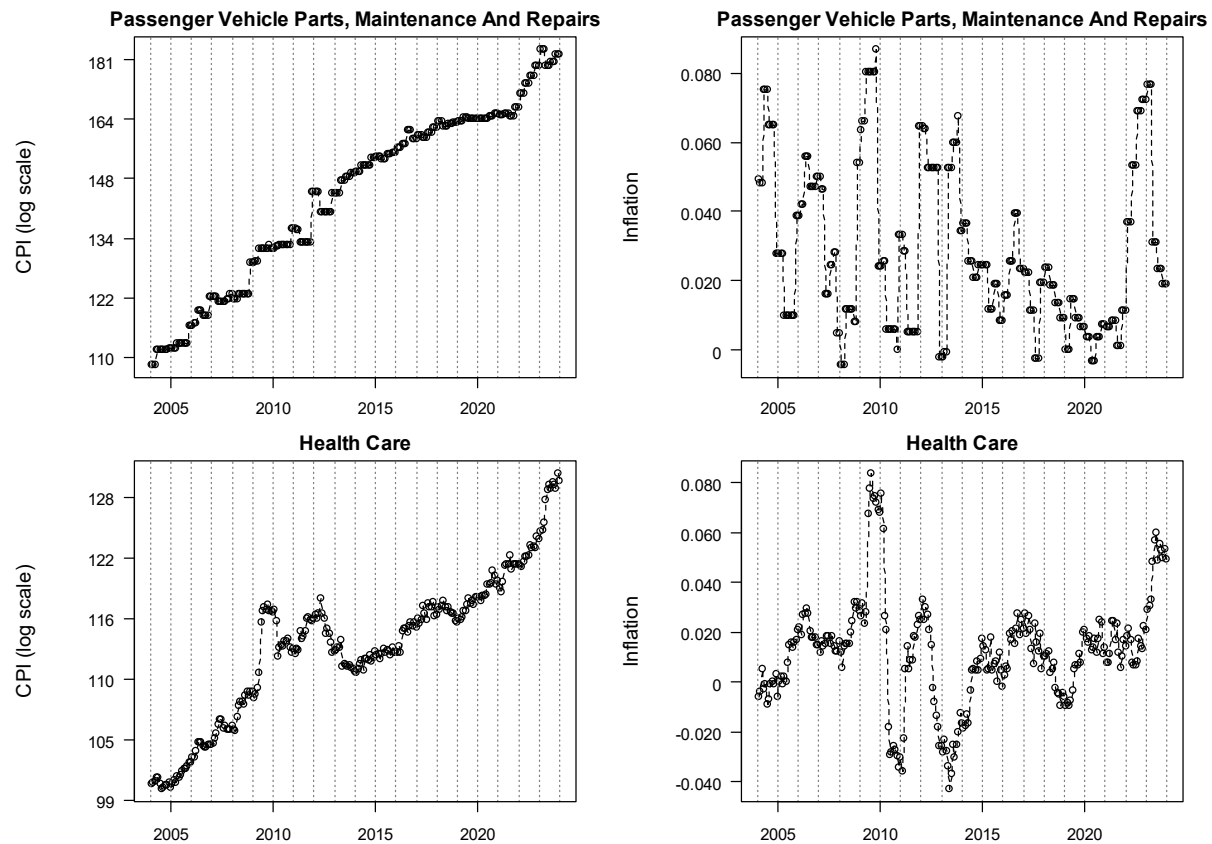 Passenger Vehicle Parts, Maintenance And Repairs
CPI (log scale)
181
164
148
134
122
110
2005 2010 2015 2020
Passenger Vehicle Parts, Maintenance And Repairs
Inflation
0.080
0.060
0.040
0.020
0
2005 2010 2015 2020
Health Care
CPI (log scale)
128
122
116
110
105
99
2005 2010 2015 2020
Health Care
Inflation
0.080
0.060
0.040
0.020
0
-0.020
-0.040
2005 2010 2015 2020